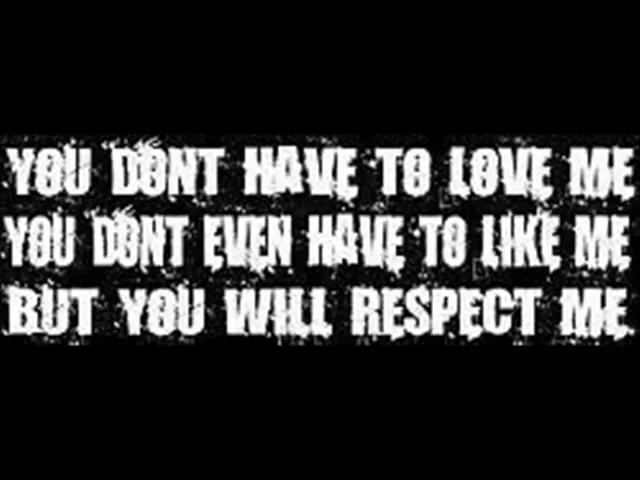 YOU DONT HAVE TO LOVE ME
YOU DONT EVEN HAVE TO LIKE ME
BUT YOU WILL RESPECT ME